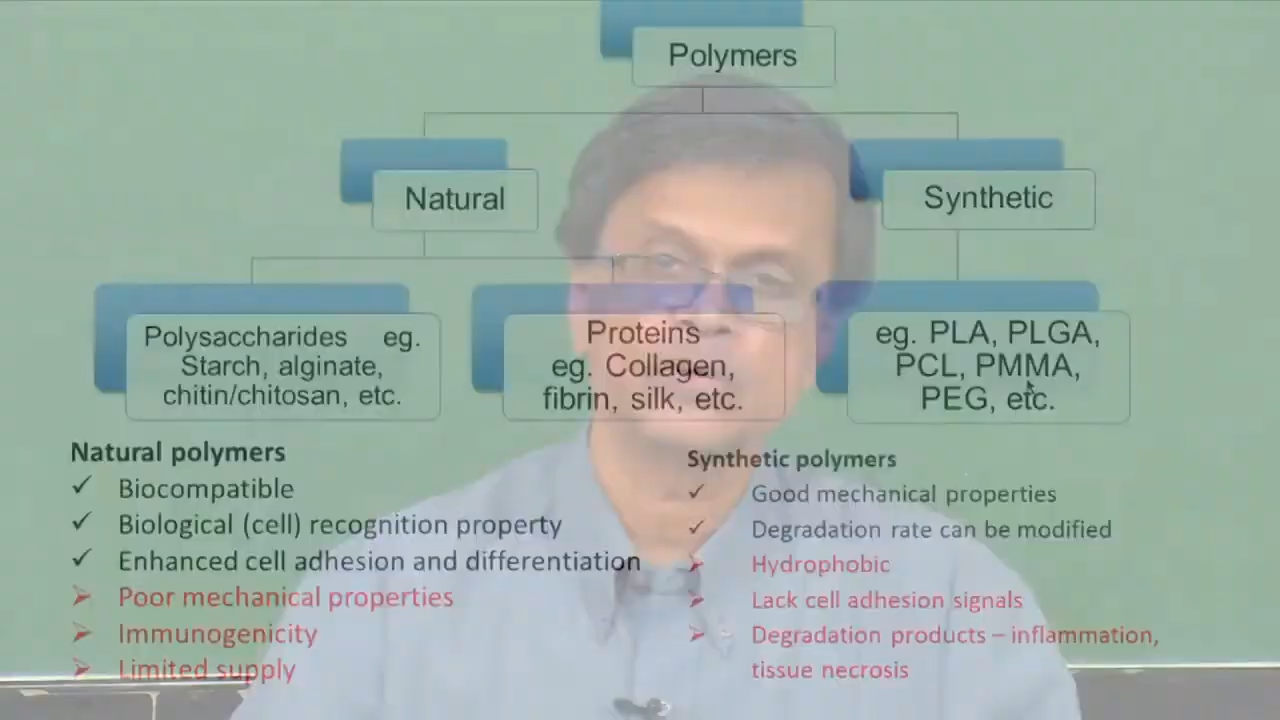 Polymers
Natural
Synthetic
Polysaccharides eg.
Starch, alginate,
chitin/chitosan, etc.
Proteins
eg. Collagen,
fibrin, silk, etc.
eg. PLA, PLGA,
PCL, PMMA,
PEG, etc.
Natural polymers
✓ Biocompatible
✓ Biological (cell) recognition property
✓ Enhanced cell adhesion and differentiation
➢ Poor mechanical properties
➢ Immunogenicity
➢ Limited supply
Synthetic polymers
✓ Good mechanical properties
✓ Degradation rate can be modified
➢ Hydrophobic
➢ Lack cell adhesion signals
➢ Degradation products – inflammation,
tissue necrosis